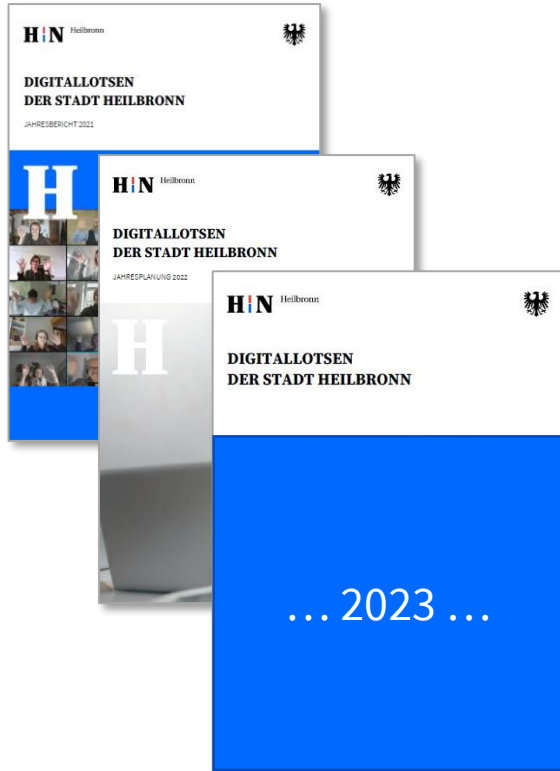 H¦N Heilbronn
DIGITALLOTSEN
DER STADT HEILBRONN
JAHRESBERICHT 2021
H
H¦N Heilbronn
DIGITALLOTSEN
DER STADT HEILBRONN
JAHRESPLANUNG 2022
H
H¦N Heilbronn
DIGITALLOTSEN
DER STADT HEILBRONN
... 2023 ...